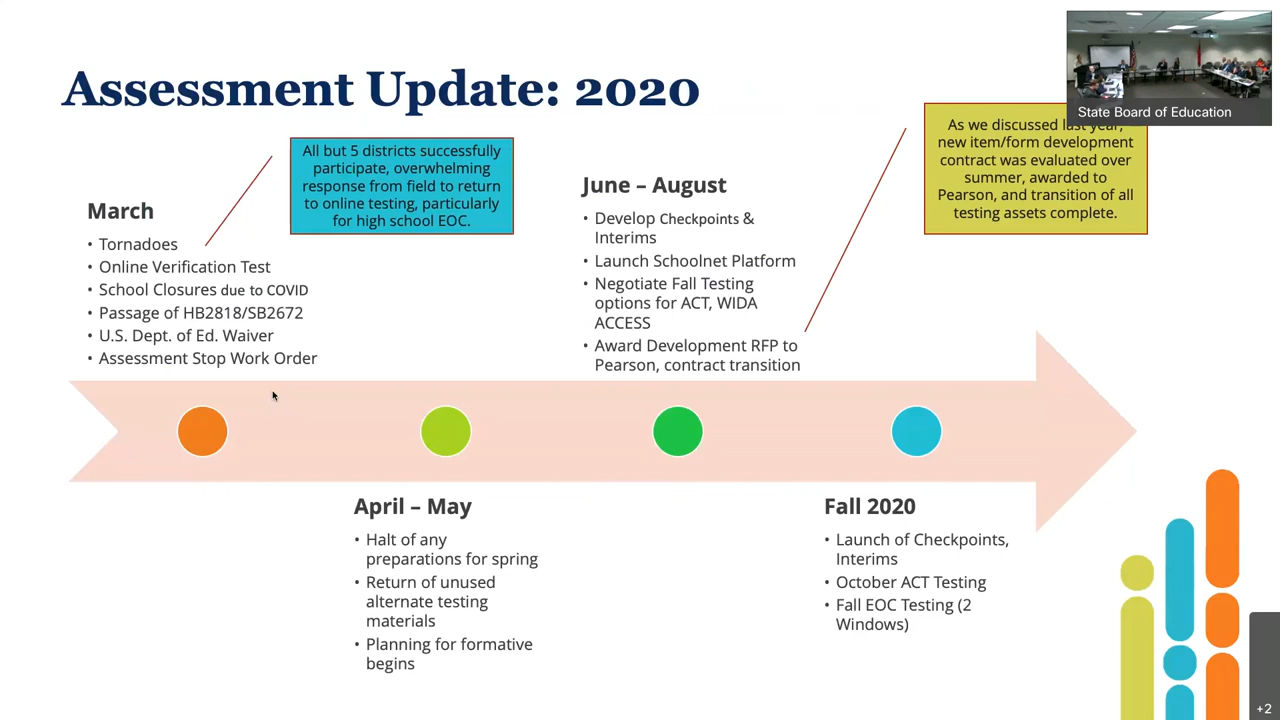 Assessment Update: 2020
State Board of Education
All but 5 districts successfully
participate, overwhelming
response from field to return
to online testing, particularly
for high school EOC.
As we discussed last year,
new item/form development
contract was evaluated over
summer, awarded to
Pearson, and transition of all
testing assets complete.
March
• Tornadoes
• Online Verification Test
• School Closures due to COVID
• Passage of HB2818/SB2672
• U.S. Dept. of Ed. Waiver
• Assessment Stop Work Order
June – August
• Develop Checkpoints &
Interims
• Launch Schoolnet Platform
• Negotiate Fall Testing
options for ACT, WIDA
ACCESS
• Award Development RFP to
Pearson, contract transition
April – May
• Halt of any
preparations for spring
• Return of unused
alternate testing
materials
• Planning for formative
begins
Fall 2020
• Launch of Checkpoints,
Interims
• October ACT Testing
• Fall EOC Testing (2
Windows)
+2